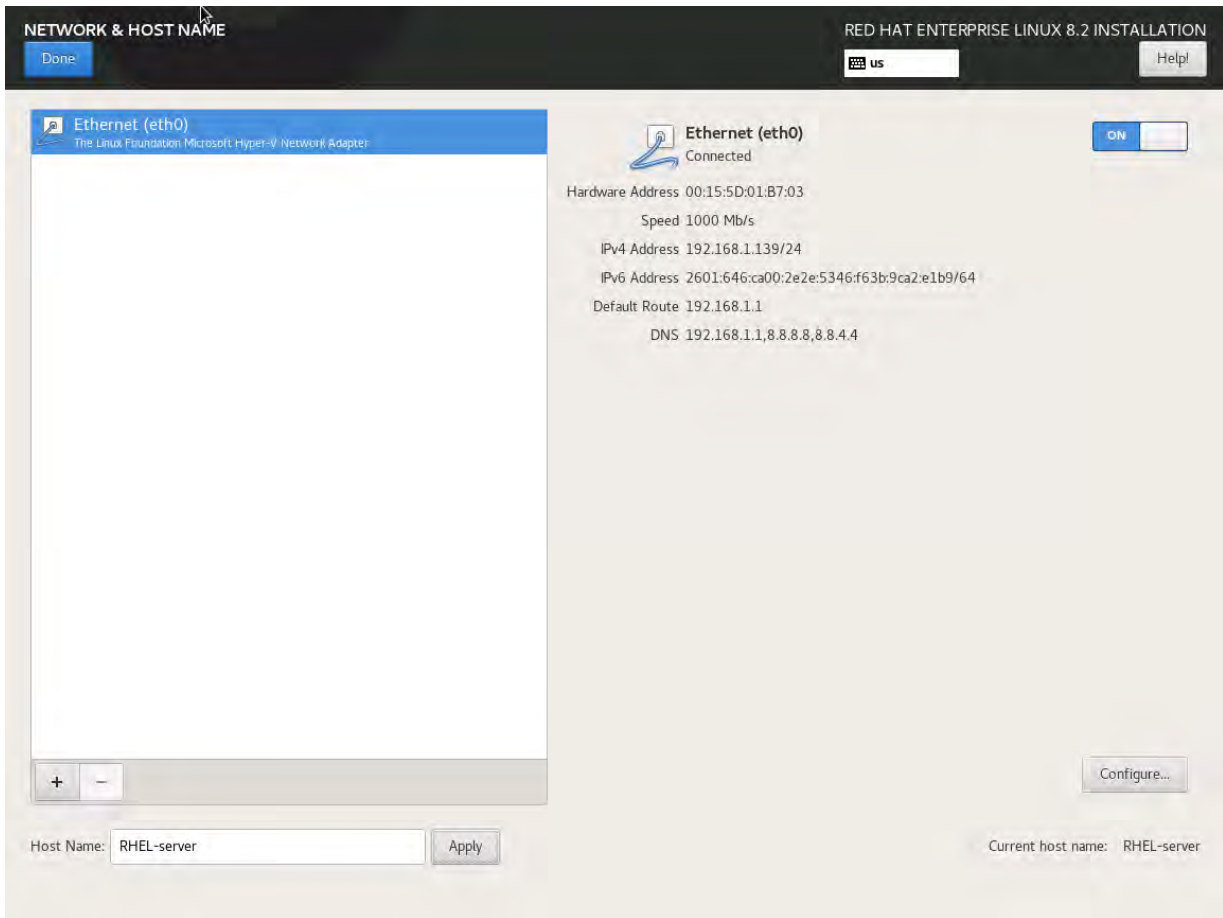 NETWORK & HOST NAME
RED HAT ENTERPRISE LINUX 8.2 INSTALLATION
Done
us
Help!
Ethernet (eth0)
The Linux Foundation Microsoft Hyper-V Network Adapter
Ethernet (eth0)
Connected
ON
Hardware Address 00:15:5D:01:B7:03
Speed 1000 Mb/s
IPv4 Address 192.168.1.139/24
IPv6 Address 2601:646:ca00:2e2e:5346:f63b:9ca2:e1b9/64
Default Route 192.168.1.1
DNS 192.168.1.1,8.8.8.8,8.8.4.4
+ −
Configure...
Host Name: RHEL-server Apply
Current host name: RHEL-server